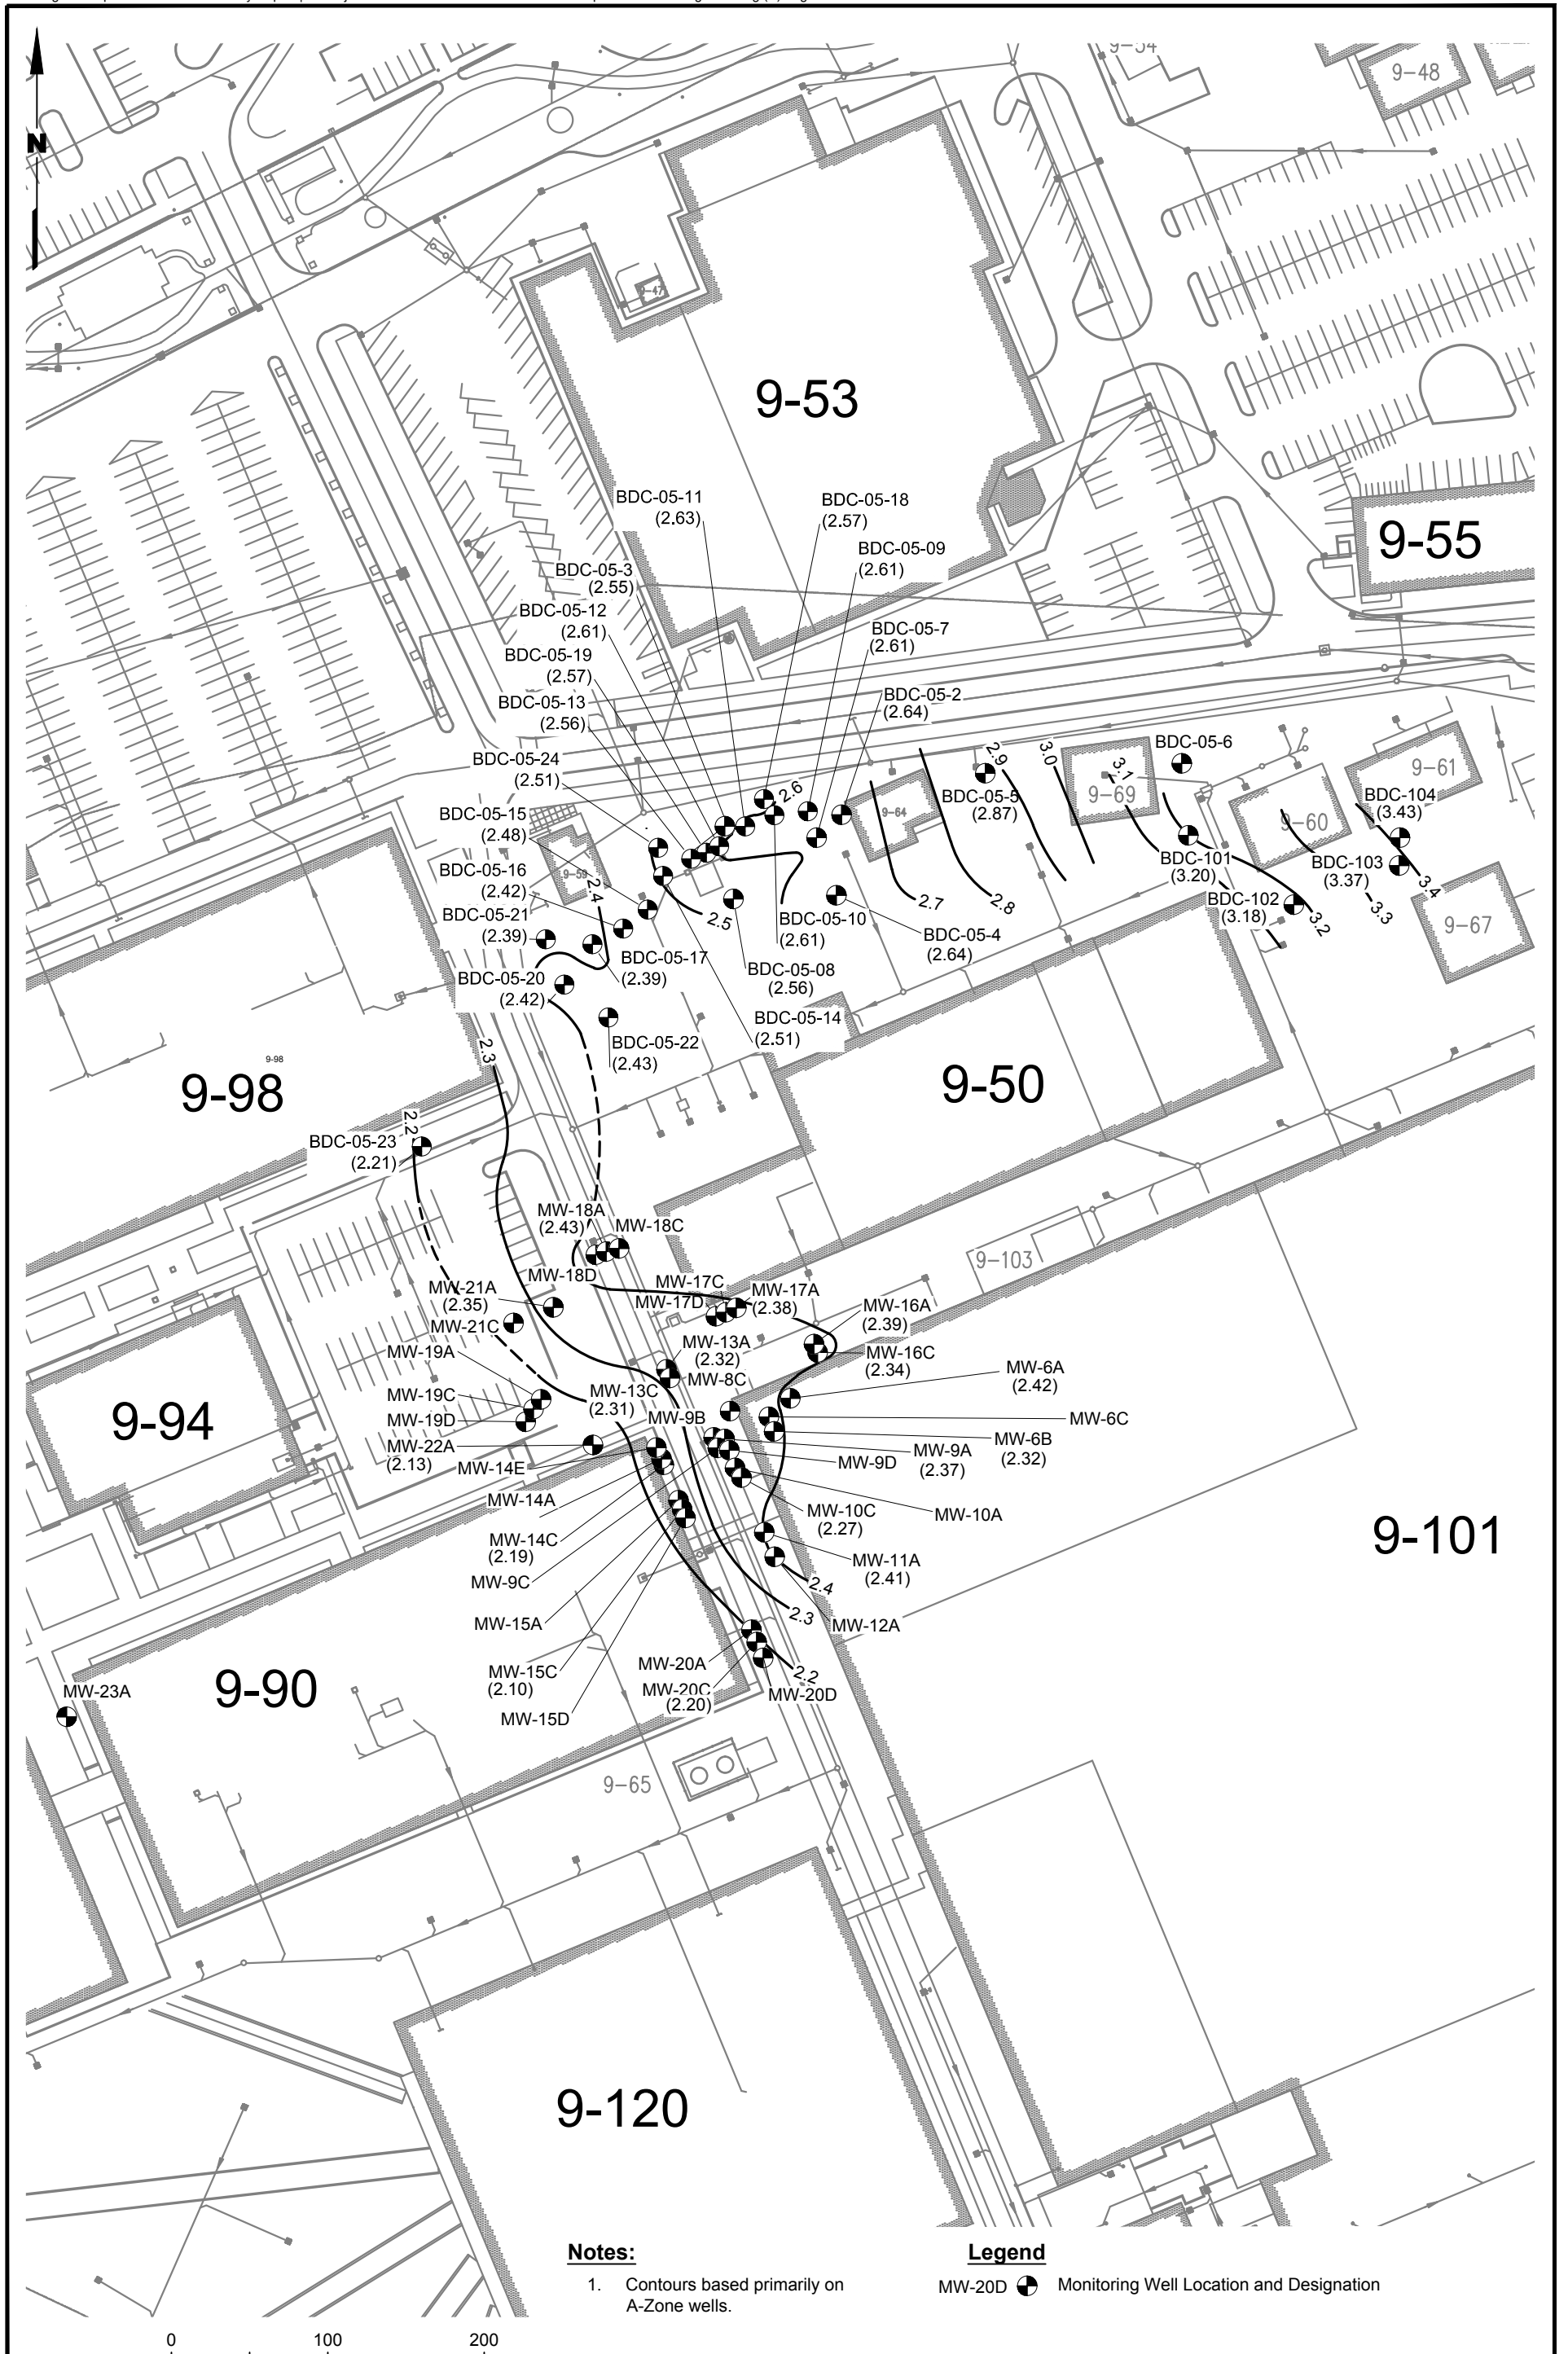 N
9-54
9-48
9-47
9-53
9-55
BDC-05-11
(2.63)
BDC-05-18
(2.57)
BDC-05-09
(2.61)
BDC-05-3
(2.55)
BDC-05-12
(2.61)
BDC-05-7
(2.61)
BDC-05-19
(2.57)
BDC-05-2
(2.64)
BDC-05-13
(2.56)
BDC-05-24
(2.51)
2.9
3.0
BDC-05-6
3.1
9-69
9-61
BDC-05-5
(2.87)
2.6
BDC-104
(3.43)
BDC-05-15
(2.48)
9-64
9-60
BDC-101
(3.20)
BDC-103
(3.37)
BDC-05-16
(2.42)
9-59
2.4
3.4
BDC-102
(3.18)
2.7
2.8
3.3
3.2
9-67
BDC-05-21
(2.39)
2.5
BDC-05-10
(2.61)
BDC-05-4
(2.64)
BDC-05-17
(2.39)
BDC-05-08
(2.56)
BDC-05-20
(2.42)
BDC-05-14
(2.51)
BDC-05-22
(2.43)
2.3
9-98
9-98
9-50
2.2
BDC-05-23
(2.21)
MW-18A
(2.43)
MW-18C
9-103
MW-18D
MW-17C
MW-17A
(2.38)
MW-17D
MW-21A
(2.35)
MW-16A
(2.39)
MW-21C
MW-13A
(2.32)
MW-16C
(2.34)
MW-19A
MW-8C
MW-6A
(2.42)
MW-19C
MW-13C
(2.31)
MW-19D
MW-9B
MW-6C
9-94
MW-22A
(2.13)
MW-6B
(2.32)
MW-9A
(2.37)
MW-9D
MW-14E
MW-14A
MW-10C
(2.27)
MW-10A
9-101
MW-14C
(2.19)
MW-11A
(2.41)
MW-9C
2.4
2.3
MW-15A
MW-12A
MW-20A
MW-15C
(2.10)
2.2
MW-20C
(2.20)
MW-20D
MW-15D
MW-23A
9-90
9-65
9-120
Notes:
1. Contours based primarily on
A-Zone wells.
Legend
MW-20D Monitoring Well Location and Designation
0 100 200